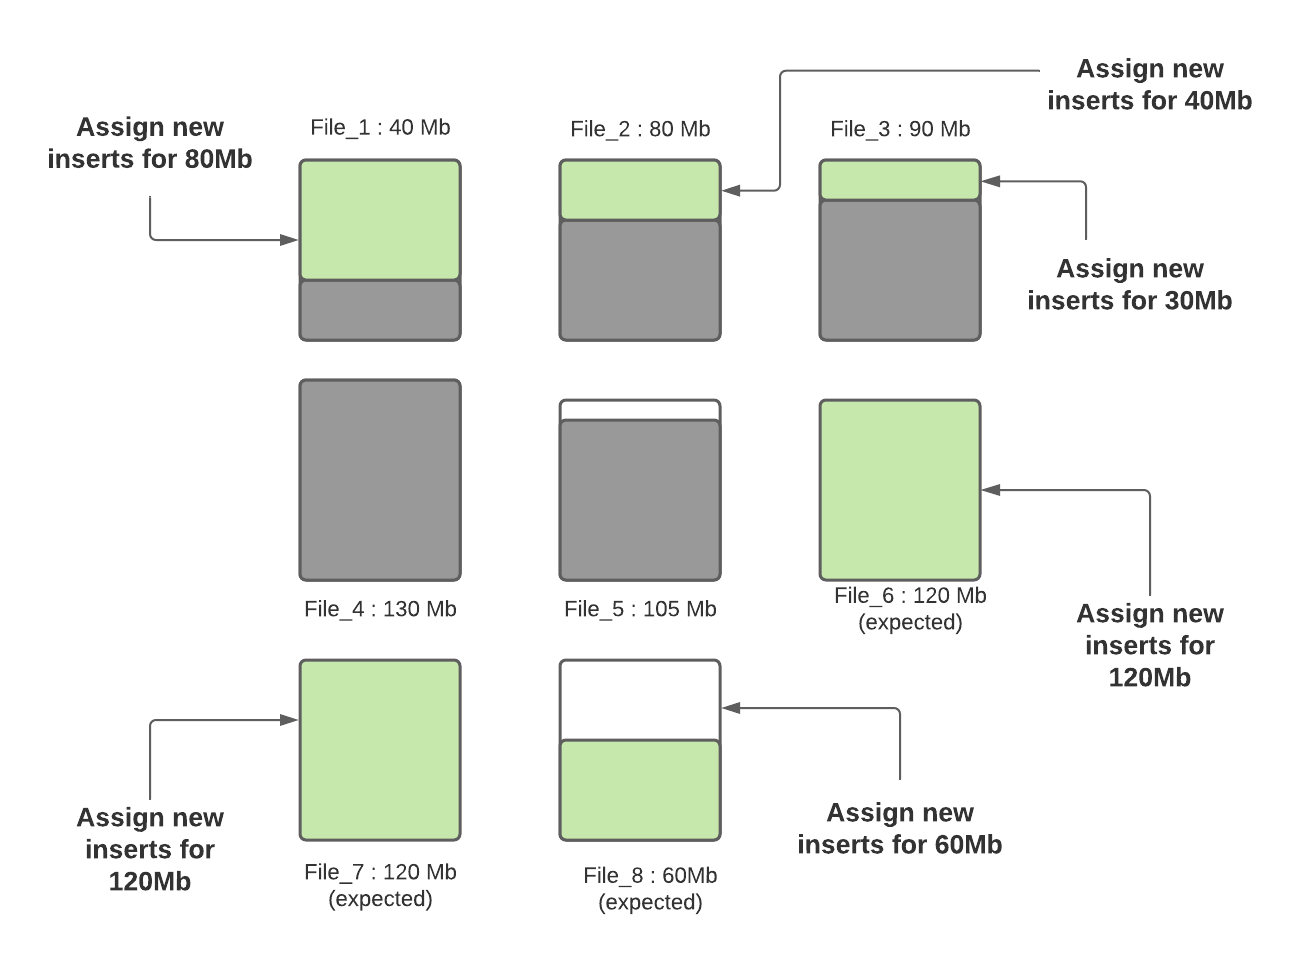 Assign new
inserts for 40Mb
Assign new
inserts for 80Mb
File_1 : 40 Mb
File_2 : 80 Mb
File_3 : 90 Mb
Assign new
inserts for 30Mb
File_4 : 130 Mb
File_5 : 105 Mb
File_6 : 120 Mb
(expected)
Assign new
inserts for
120Mb
Assign new
inserts for
120Mb
File_7 : 120 Mb
(expected)
File_8 : 60Mb
(expected)
Assign new
inserts for 60Mb